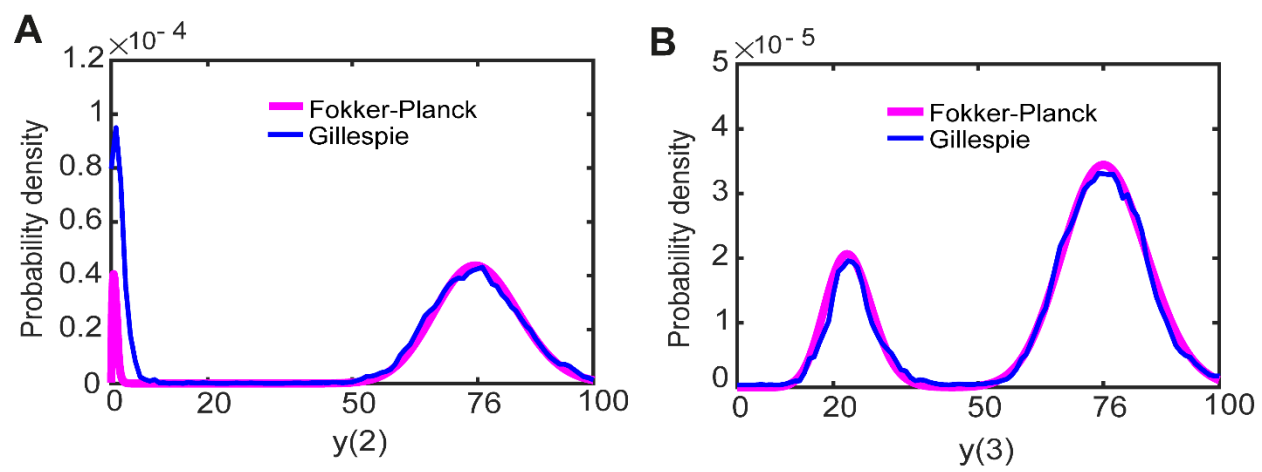 A
×10⁻ ⁴
1.2
1
0.8
0.6
0.4
0.2
0
Probability density
Fokker-Planck
Gillespie
0 20 50 76 100
y(2)
B
×10⁻ ⁵
5
4
3
2
1
0
Probability density
Fokker-Planck
Gillespie
0 20 50 76 100
y(3)